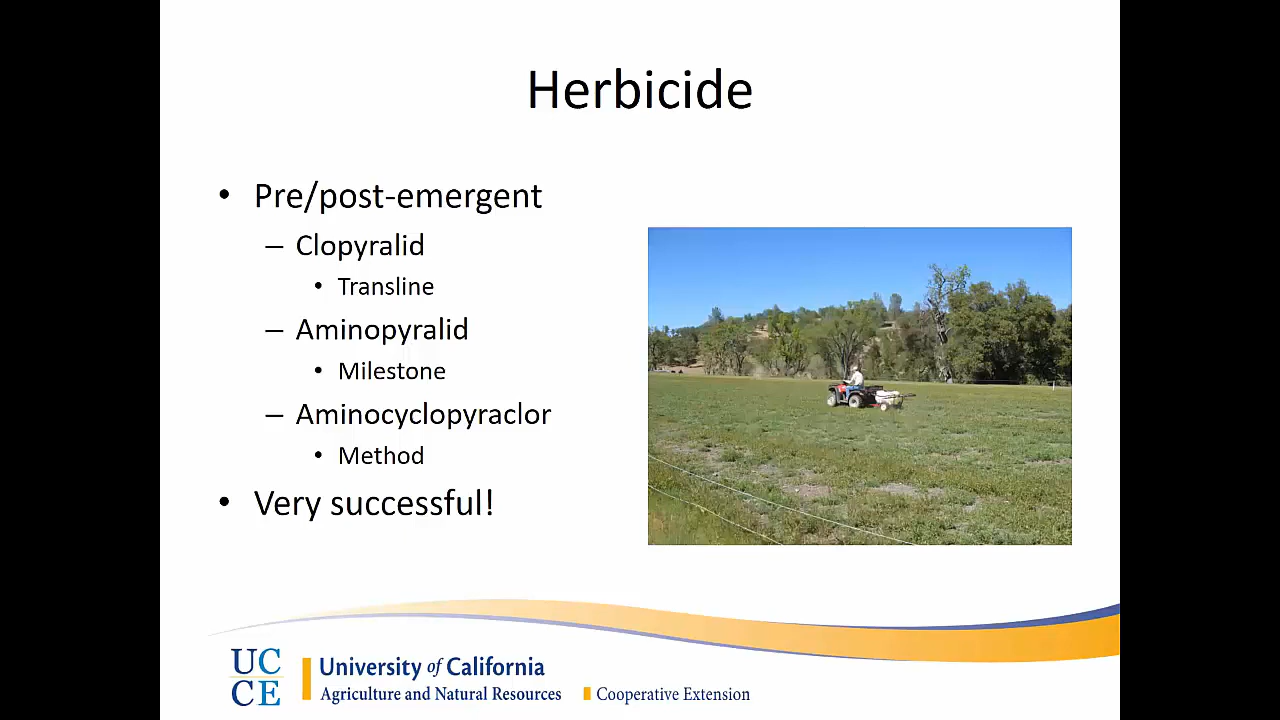 Herbicide
• Pre/post-emergent
– Clopyralid
• Transline
– Aminopyralid
• Milestone
– Aminocyclopyraclor
• Method
• Very successful!
UC
CE
University of California
Agriculture and Natural Resources
Cooperative Extension